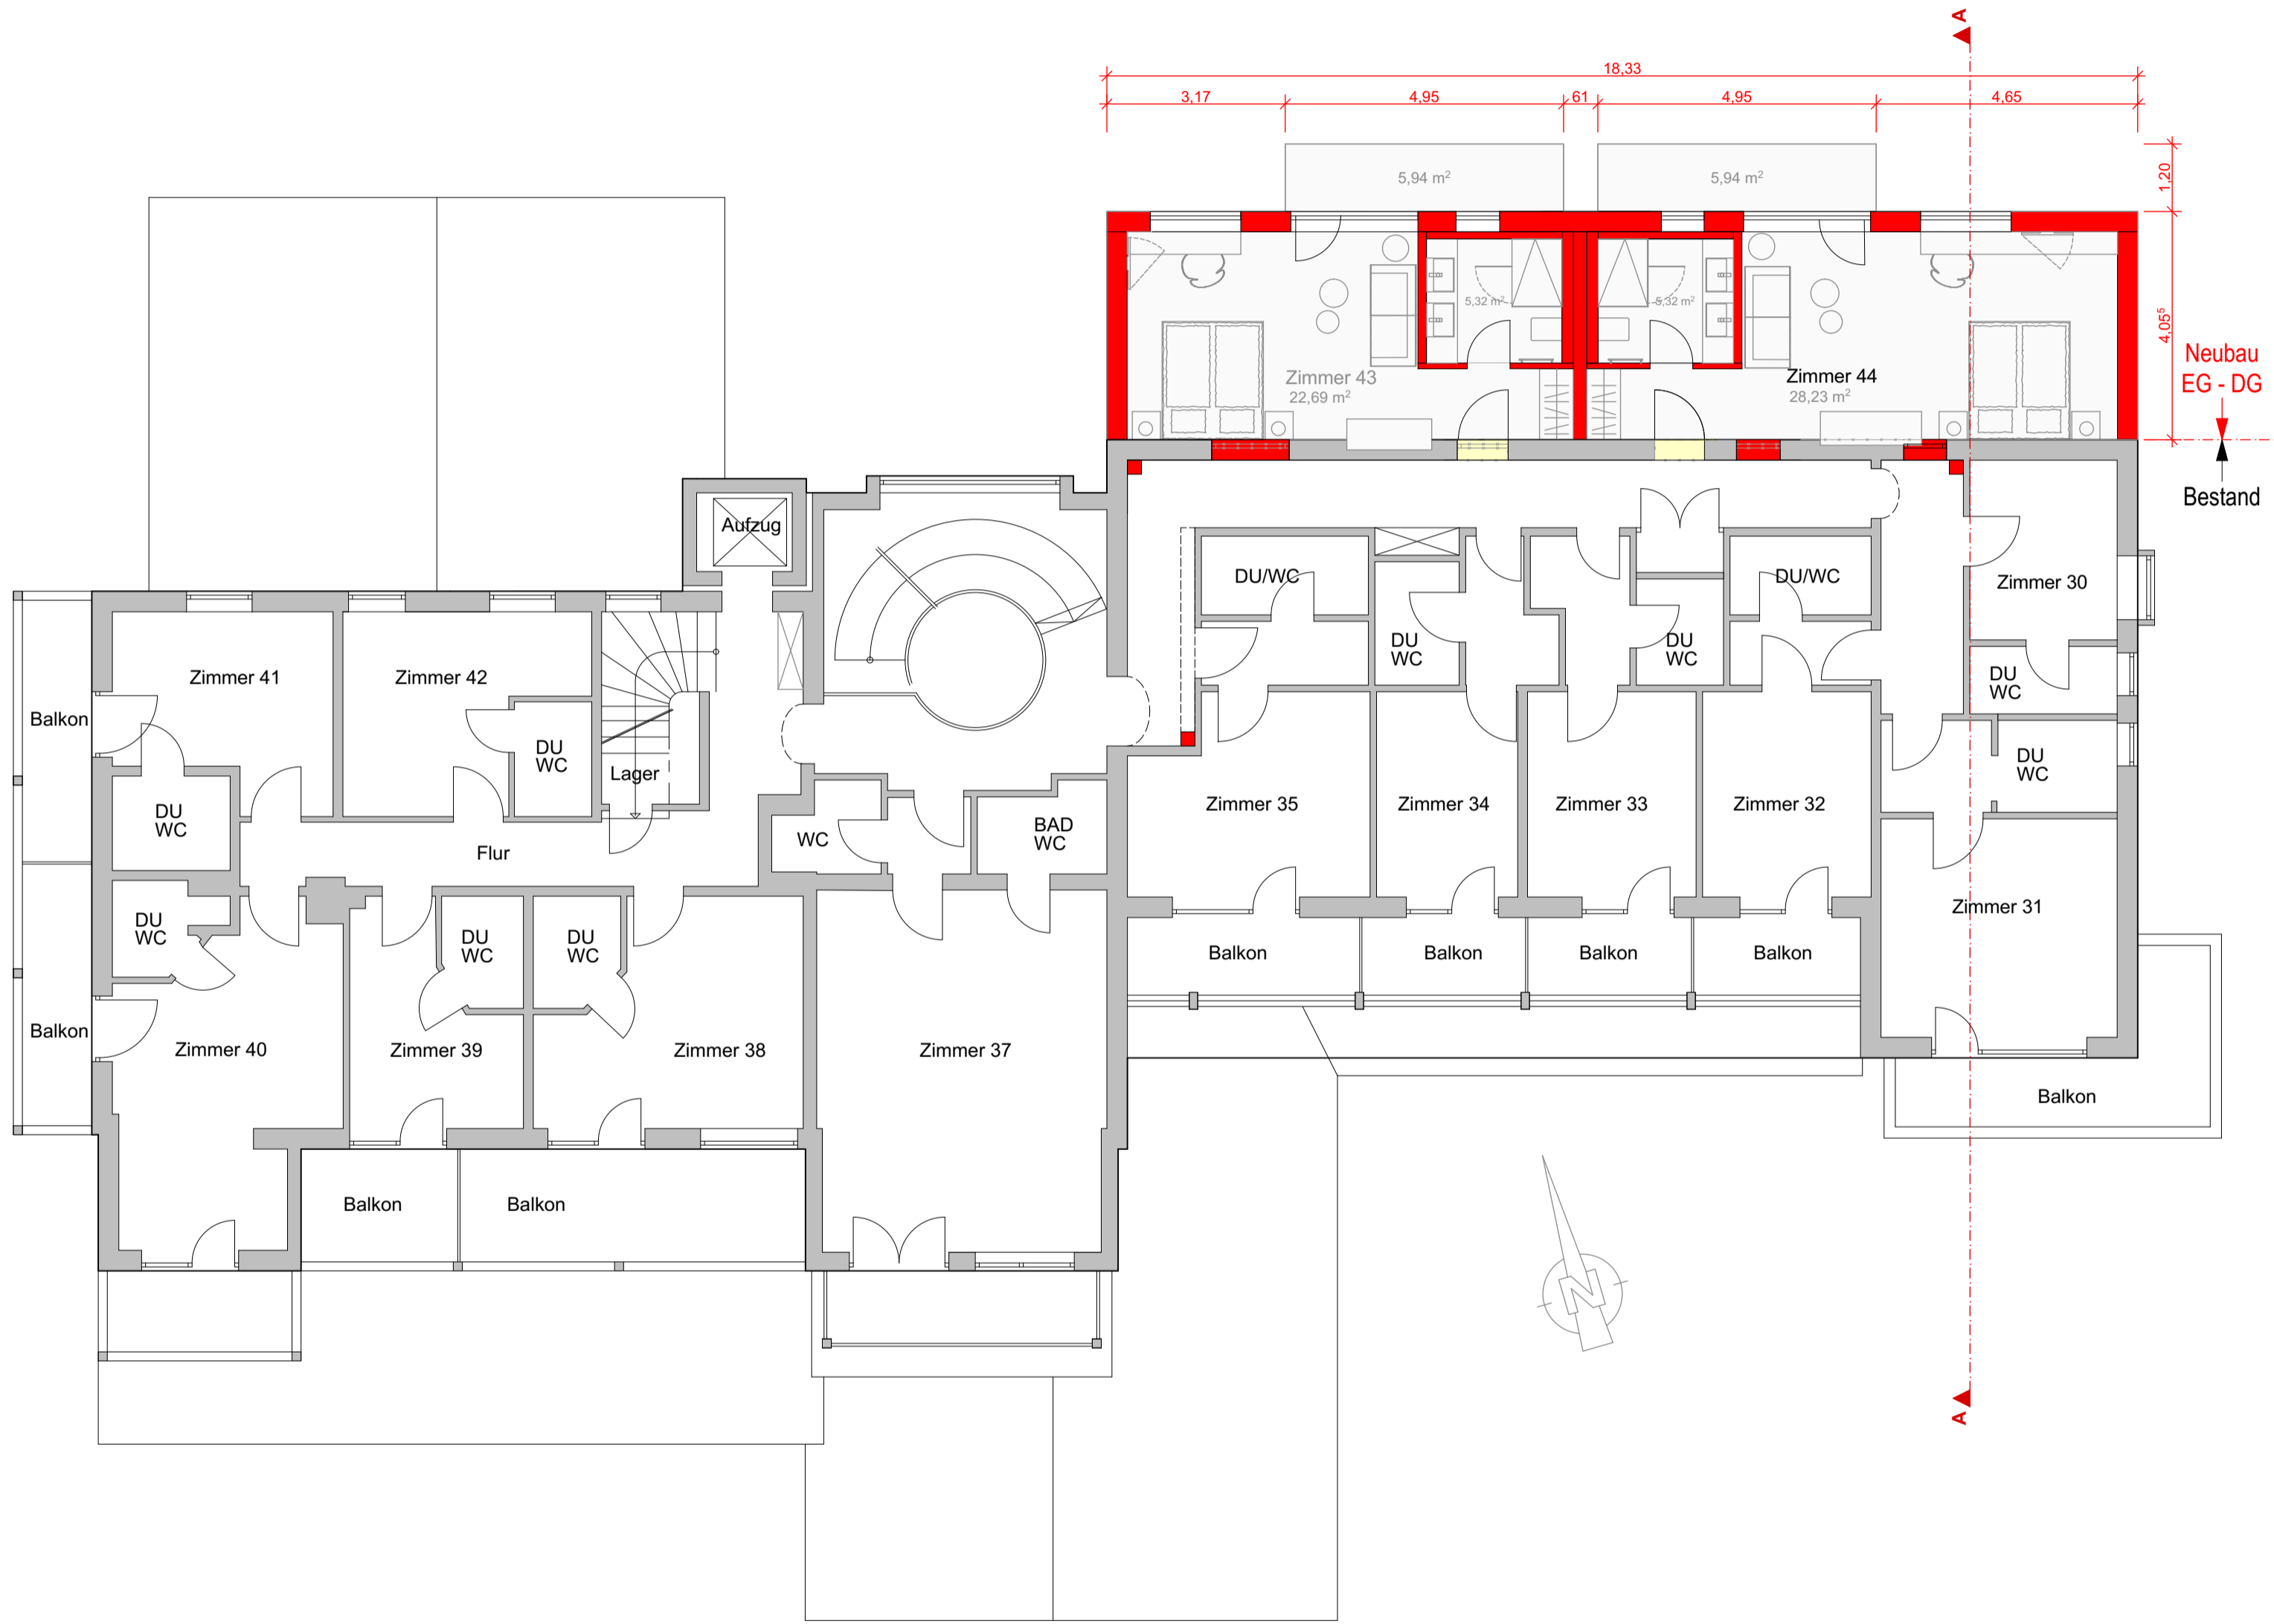 A
18,33
3,17
4,95
61
4,95
4,65
1,20
5,94 m²
5,94 m²
4,05⁵
5,32 m²
5,32 m²
Zimmer 43
22,69 m²
Zimmer 44
28,23 m²
Neubau
EG - DG
Bestand
Aufzug
DU/WC
DU/WC
Zimmer 30
DU
WC
DU
WC
DU
WC
Zimmer 41
Zimmer 42
Balkon
DU
WC
Lager
DU
WC
DU
WC
Zimmer 35
Zimmer 34
Zimmer 33
Zimmer 32
WC
BAD
WC
Flur
Zimmer 31
DU
WC
DU
WC
DU
WC
Balkon
Balkon
Balkon
Balkon
Balkon
Zimmer 40
Zimmer 39
Zimmer 38
Zimmer 37
Balkon
Balkon
Balkon
N
A